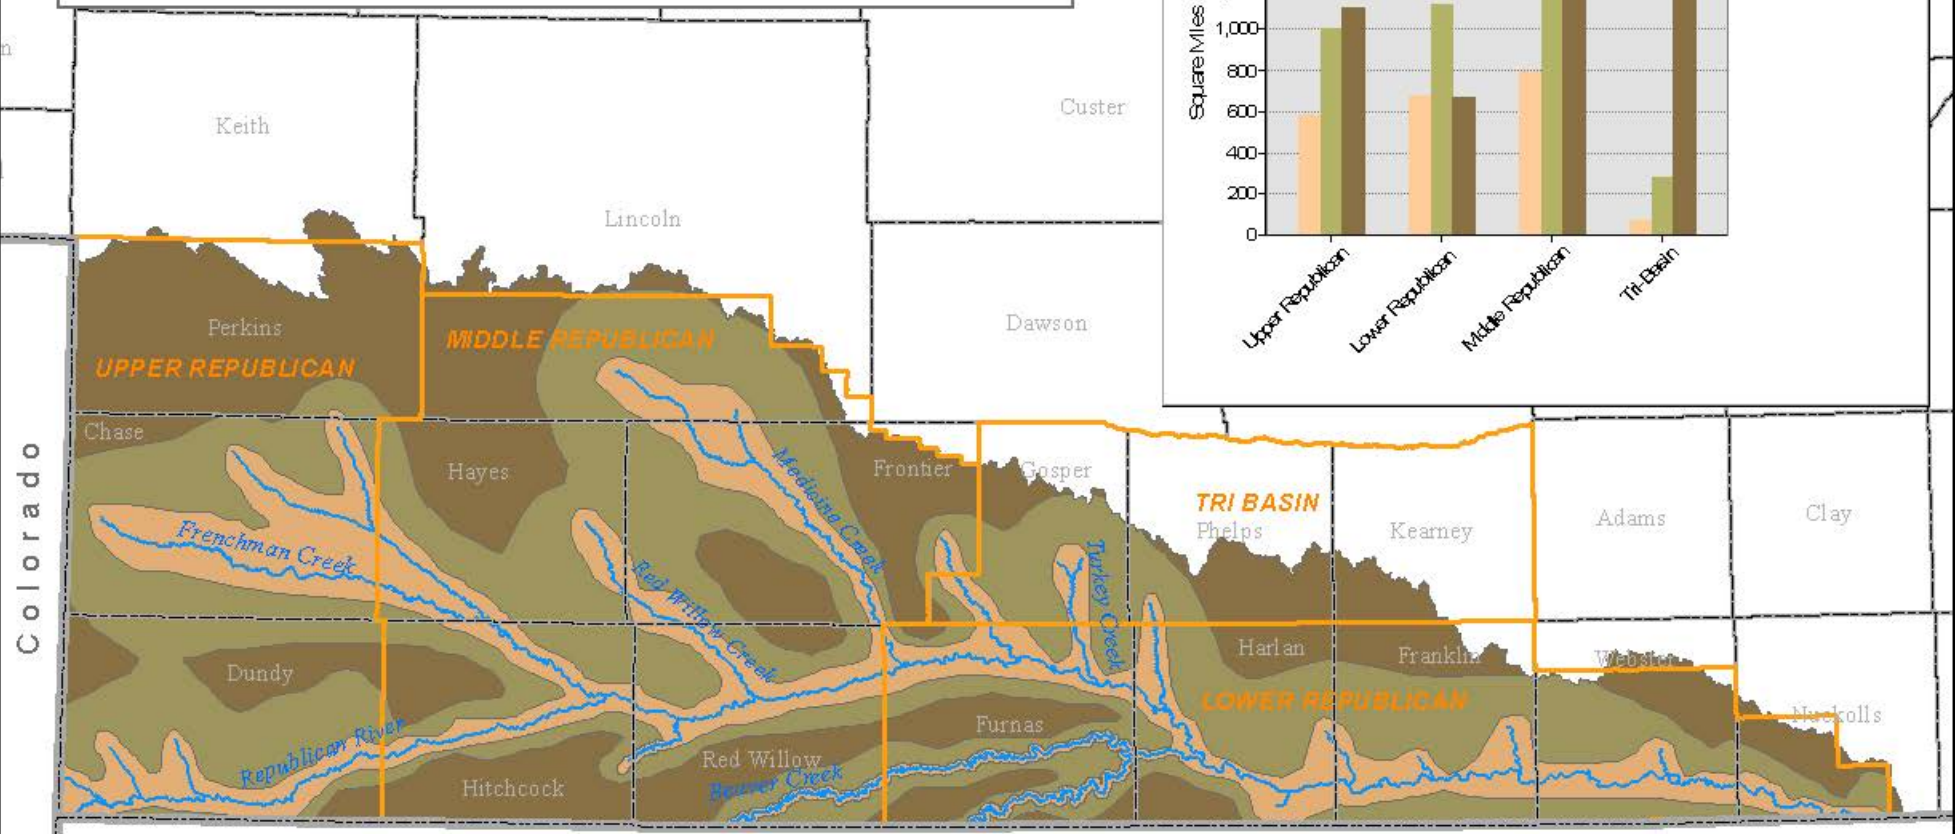 n
Keith
Custer
Lincoln
Dawson
Perkins
UPPER REPUBLICAN
MIDDLE REPUBLICAN
Chase
Hayes
Frontier
Gosper
TRI BASIN
Phelps
Kearney
Adams
Clay
Colorado
Frenchman Creek
Medicine Creek
Red Willow Creek
Turkey Creek
Dundy
Harlan
Franklin
Webster
Nuckolls
LOWER REPUBLICAN
Republican River
Hitchcock
Red Willow
Furnas
Beaver Creek
Square Miles
1,000
800
600
400
200
0
Upper Republican
Lower Republican
Middle Republican
Tri-Basin